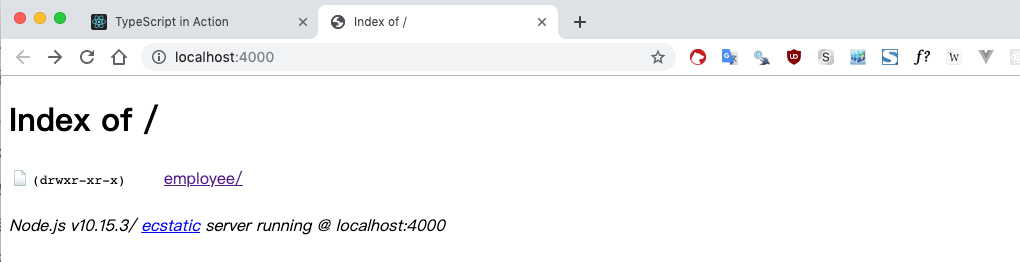 TypeScript in Action
Index of /
localhost:4000
Index of /
(drwxr-xr-x) employee/
Node.js v10.15.3/ ecstatic server running @ localhost:4000